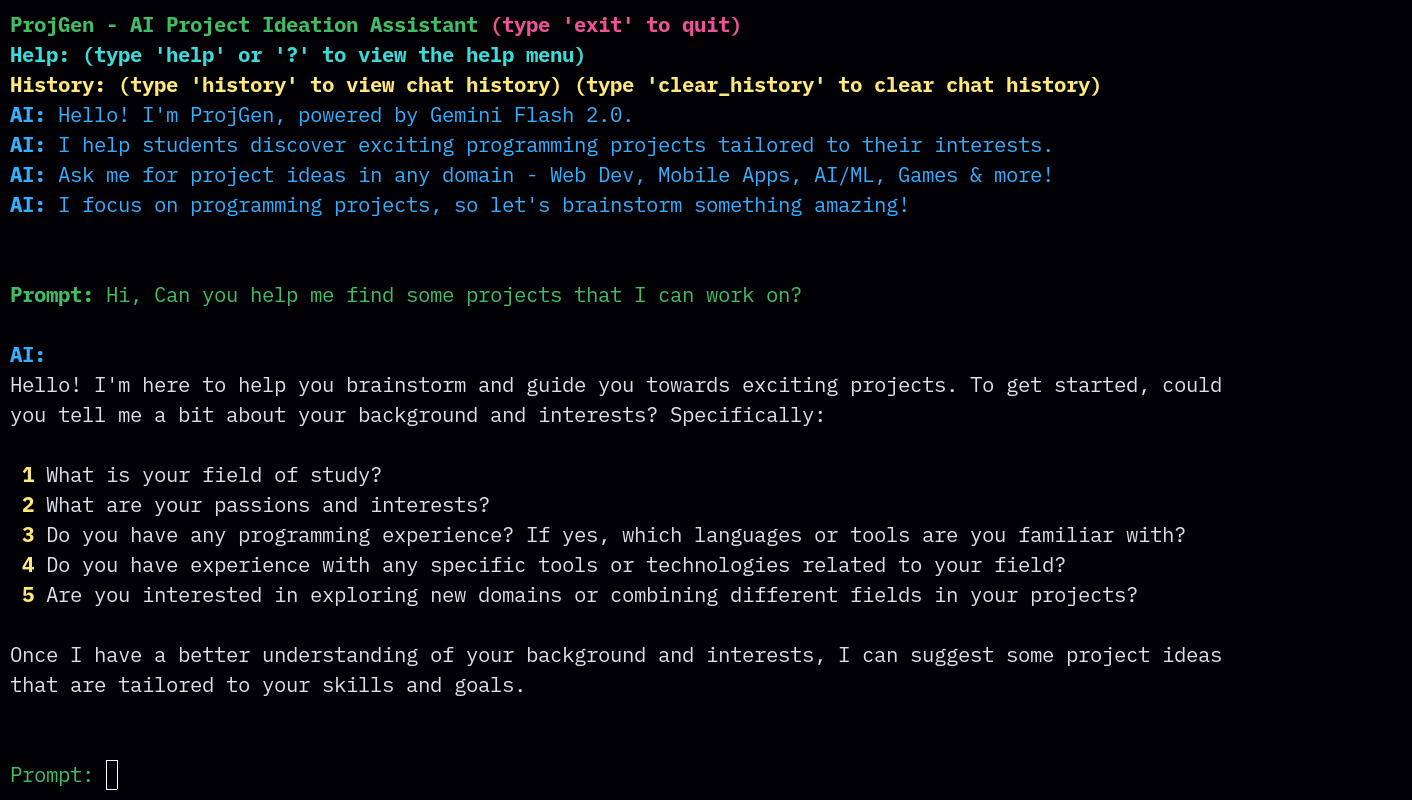 ProjGen - AI Project Ideation Assistant (type 'exit' to quit)
Help: (type 'help' or '?' to view the help menu)
History: (type 'history' to view chat history) (type 'clear_history' to clear chat history)
AI: Hello! I'm ProjGen, powered by Gemini Flash 2.0.
AI: I help students discover exciting programming projects tailored to their interests.
AI: Ask me for project ideas in any domain - Web Dev, Mobile Apps, AI/ML, Games & more!
AI: I focus on programming projects, so let's brainstorm something amazing!
Prompt: Hi, Can you help me find some projects that I can work on?
AI:
Hello! I'm here to help you brainstorm and guide you towards exciting projects. To get started, could
you tell me a bit about your background and interests? Specifically:
1 What is your field of study?
2 What are your passions and interests?
3 Do you have any programming experience? If yes, which languages or tools are you familiar with?
4 Do you have experience with any specific tools or technologies related to your field?
5 Are you interested in exploring new domains or combining different fields in your projects?
Once I have a better understanding of your background and interests, I can suggest some project ideas
that are tailored to your skills and goals.
Prompt: